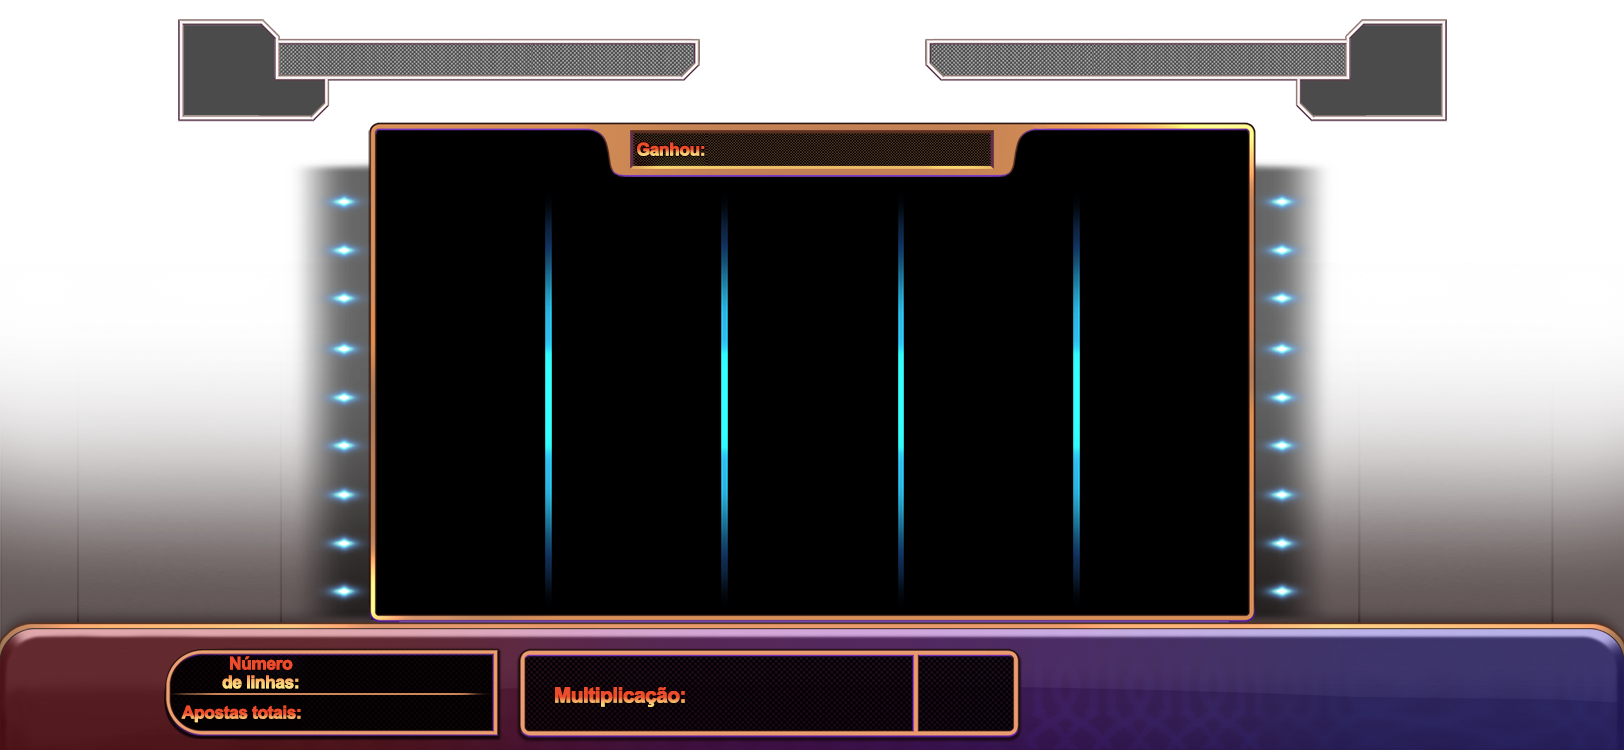 Ganhou:
Número
de linhas:
Apostas totais:
Multiplicação: